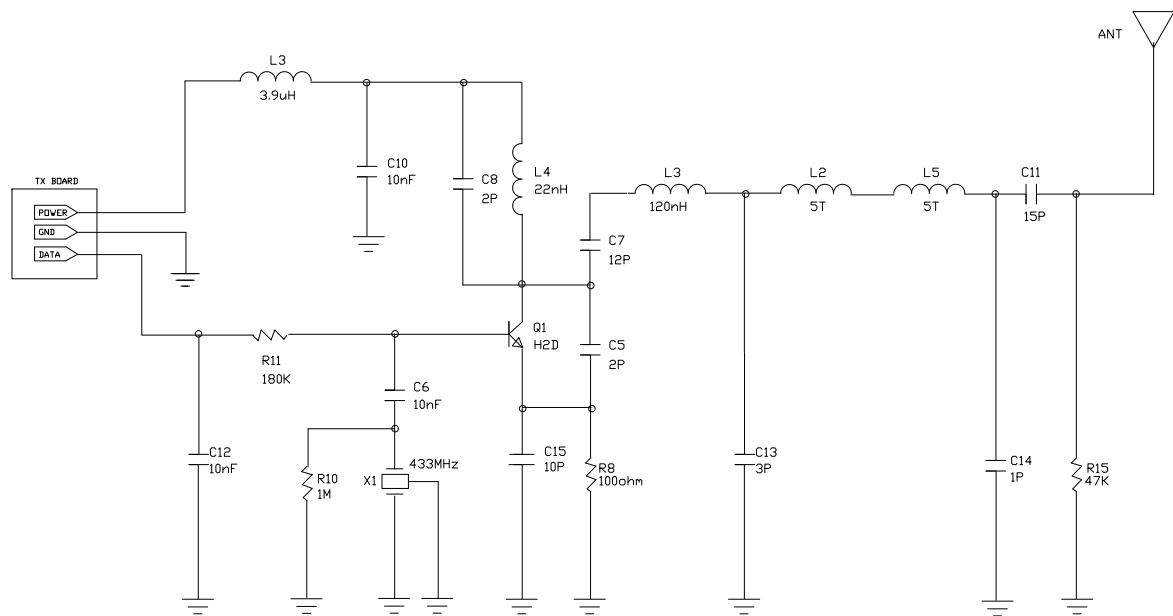 ANT
L3
3.9uH
C10
10nF
C8
2P
L4
22nH
TX BOARD
POWER
GND
DATA
L3
120nH
L2
5T
L5
5T
C11
15P
C7
12P
Q1
H2D
C5
2P
R11
180K
C6
10nF
C12
10nF
R10
1M
433MHz
X1
C15
10P
R8
100ohm
C13
3P
C14
1P
R15
47K